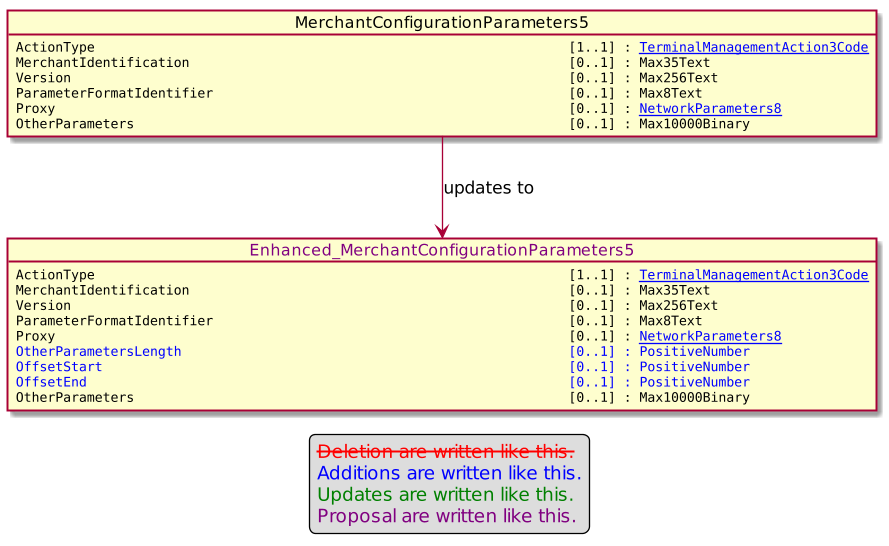 MerchantConfigurationParameters5
ActionType [1..1] : TerminalManagementAction3Code
MerchantIdentification [0..1] : Max35Text
Version [0..1] : Max256Text
ParameterFormatIdentifier [0..1] : Max8Text
Proxy [0..1] : NetworkParameters8
OtherParameters [0..1] : Max10000Binary
updates to
Enhanced_MerchantConfigurationParameters5
ActionType [1..1] : TerminalManagementAction3Code
MerchantIdentification [0..1] : Max35Text
Version [0..1] : Max256Text
ParameterFormatIdentifier [0..1] : Max8Text
Proxy [0..1] : NetworkParameters8
OtherParametersLength [0..1] : PositiveNumber
OffsetStart [0..1] : PositiveNumber
OffsetEnd [0..1] : PositiveNumber
OtherParameters [0..1] : Max10000Binary
Deletion are written like this.
Additions are written like this.
Updates are written like this.
Proposal are written like this.